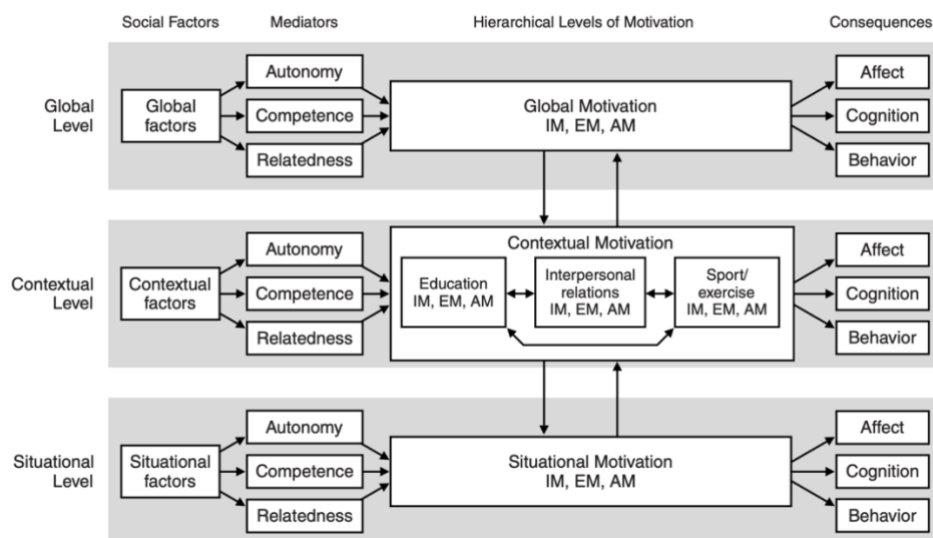 Social Factors
Mediators
Hierarchical Levels of Motivation
Consequences
Global
Level
Global
factors
Autonomy
Competence
Relatedness
Global Motivation
IM, EM, AM
Affect
Cognition
Behavior
Contextual
Level
Contextual
factors
Autonomy
Competence
Relatedness
Contextual Motivation
Education
IM, EM, AM
Interpersonal
relations
IM, EM, AM
Sport/
exercise
IM, EM, AM
Affect
Cognition
Behavior
Situational
Level
Situational
factors
Autonomy
Competence
Relatedness
Situational Motivation
IM, EM, AM
Affect
Cognition
Behavior